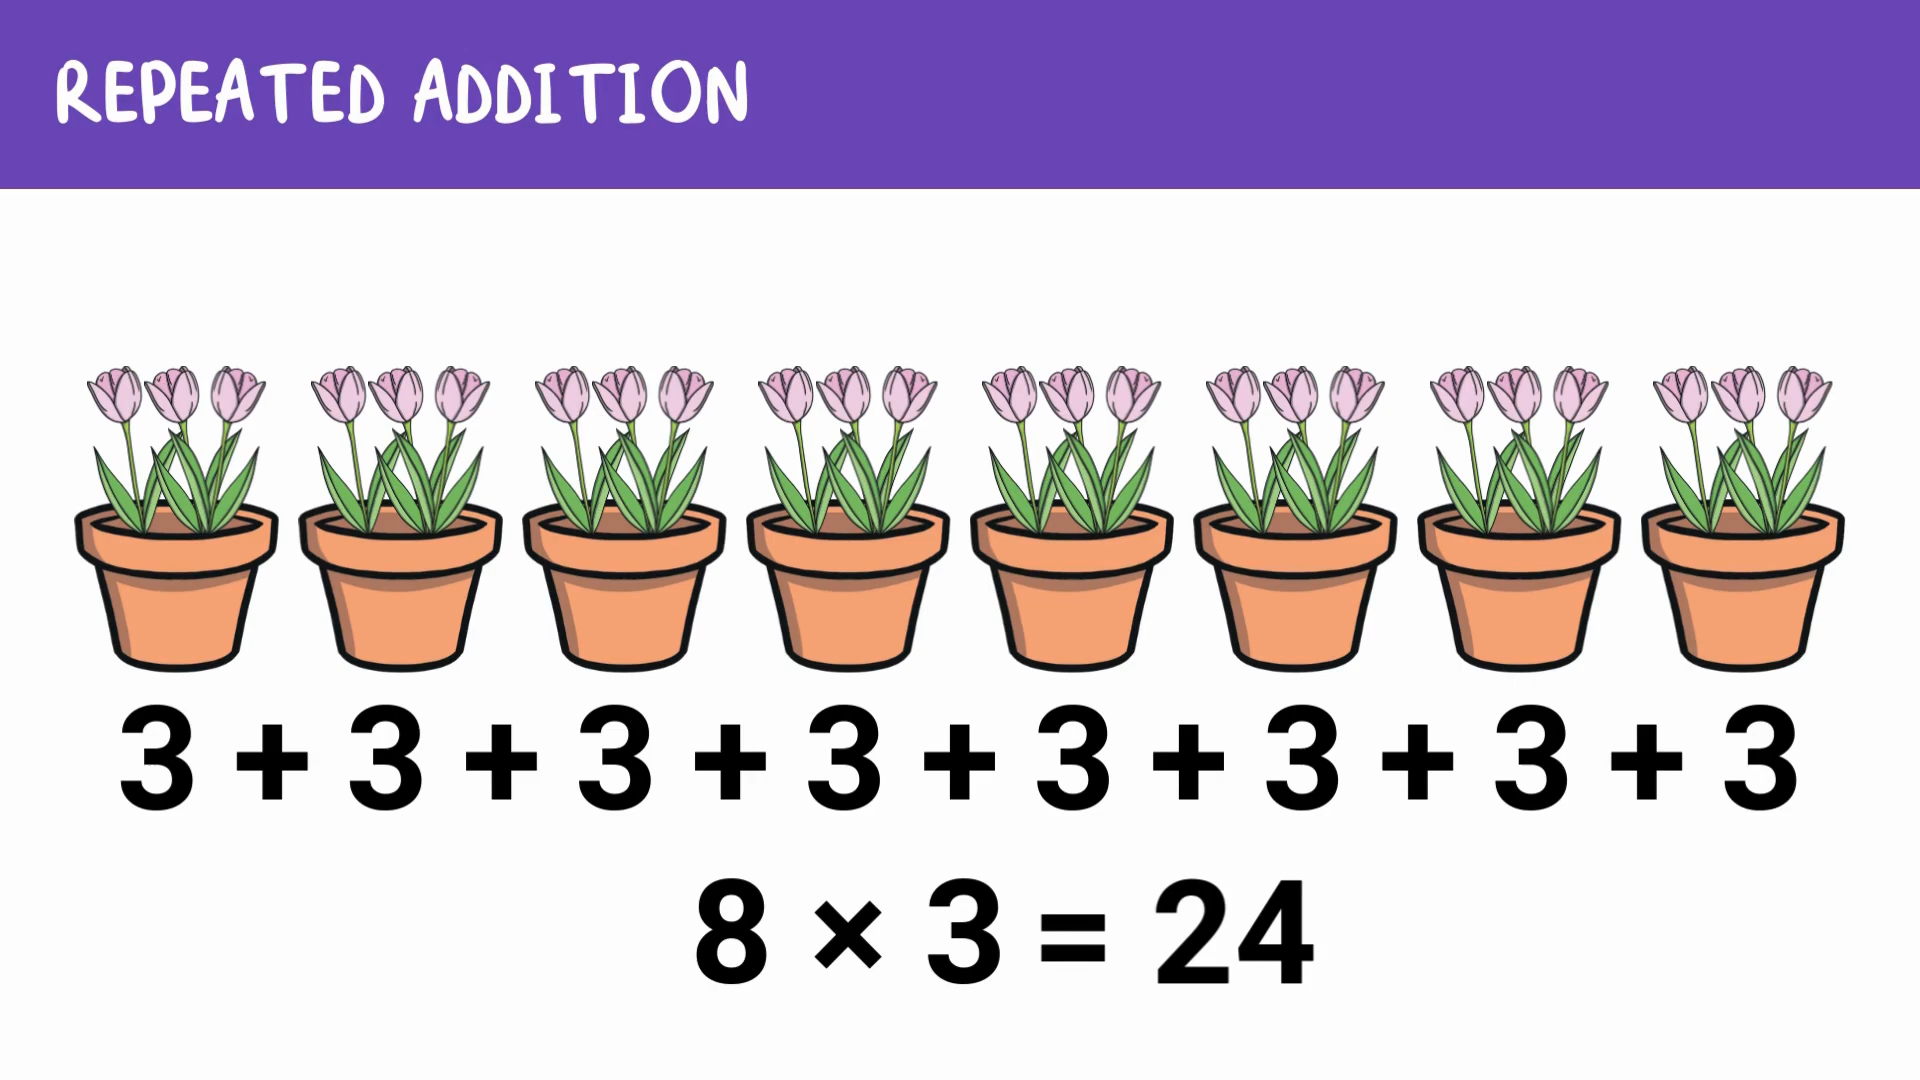 REPEATED ADDITION
3 + 3 + 3 + 3 + 3 + 3 + 3 + 3
8 × 3 = 24